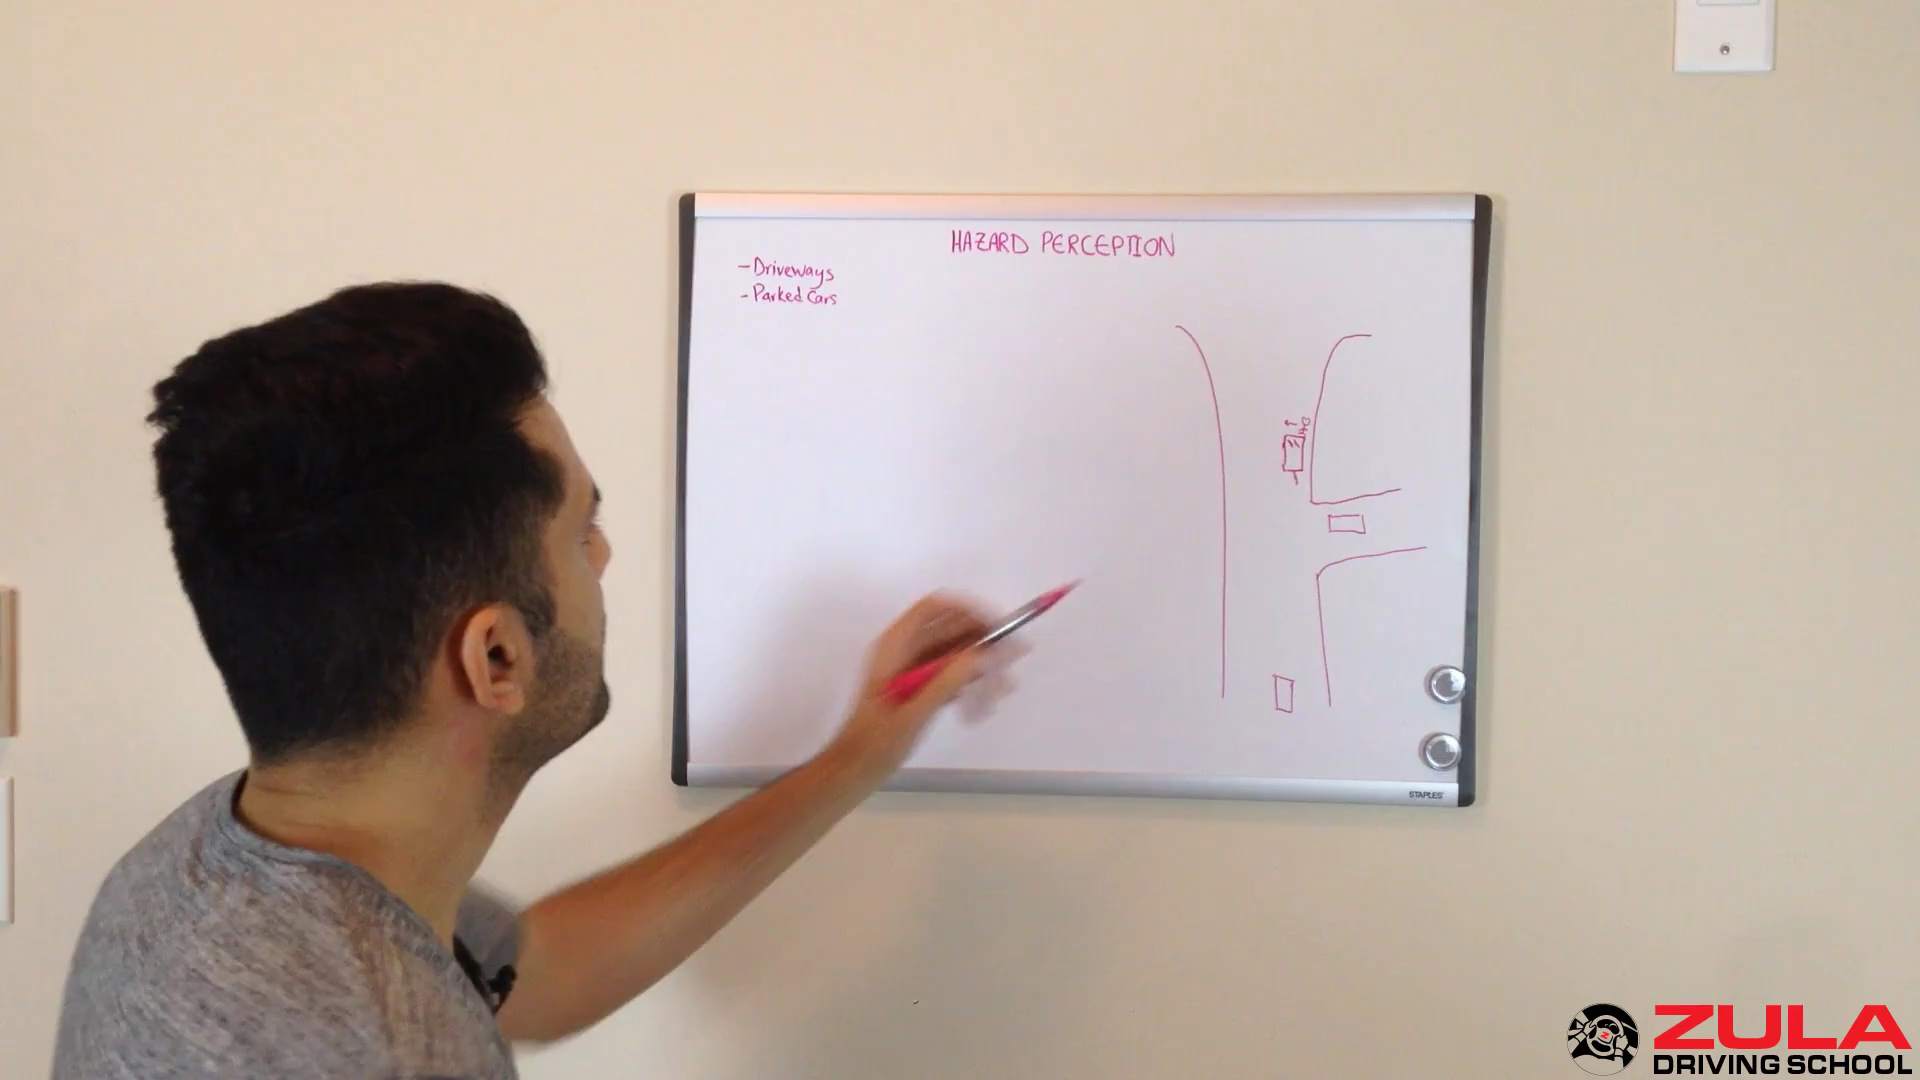 HAZARD PERCEPTION
- Driveways
- Parked Cars
STAPLES
ZULA
DRIVING SCHOOL